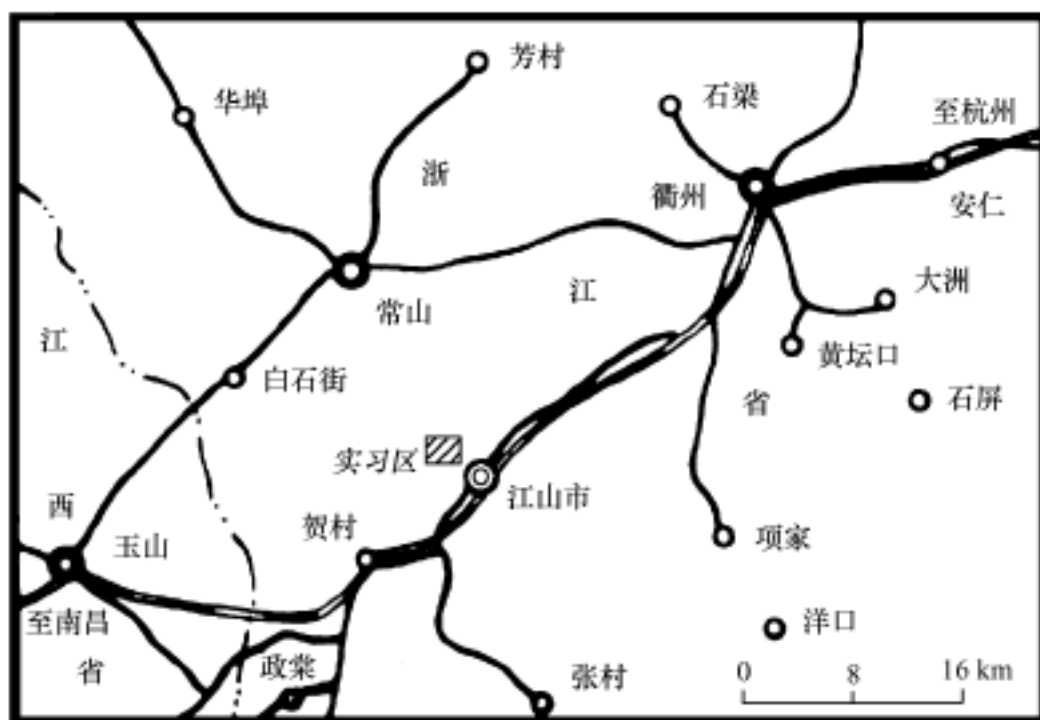 芳村
华埠
石梁
至杭州
浙
衢州
安仁
大洲
江
常山
江
黄坛口
白石街
省
石屏
实习区
西
江山市
贺村
玉山
项家
至南昌
洋口
省
政棠
张村
0 8 16 km